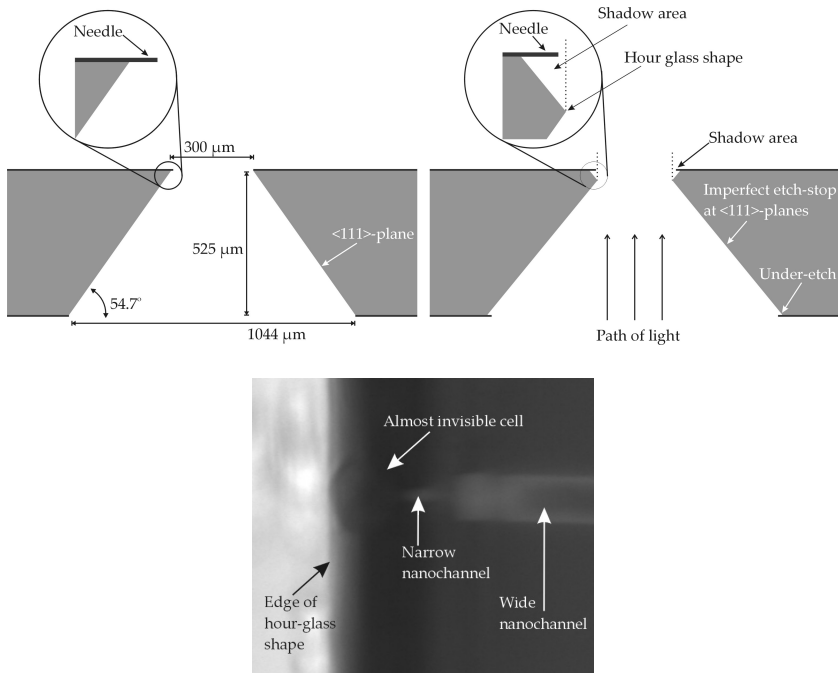 Needle
300 μm
525 μm
<111>-plane
54.7°
1044 μm
Shadow area
Needle
Hour glass shape
Shadow area
Imperfect etch-stop
at <111>-planes
Under-etch
Path of light
Almost invisible cell
Narrow
nanochannel
Edge of
hour-glass
shape
Wide
nanochannel